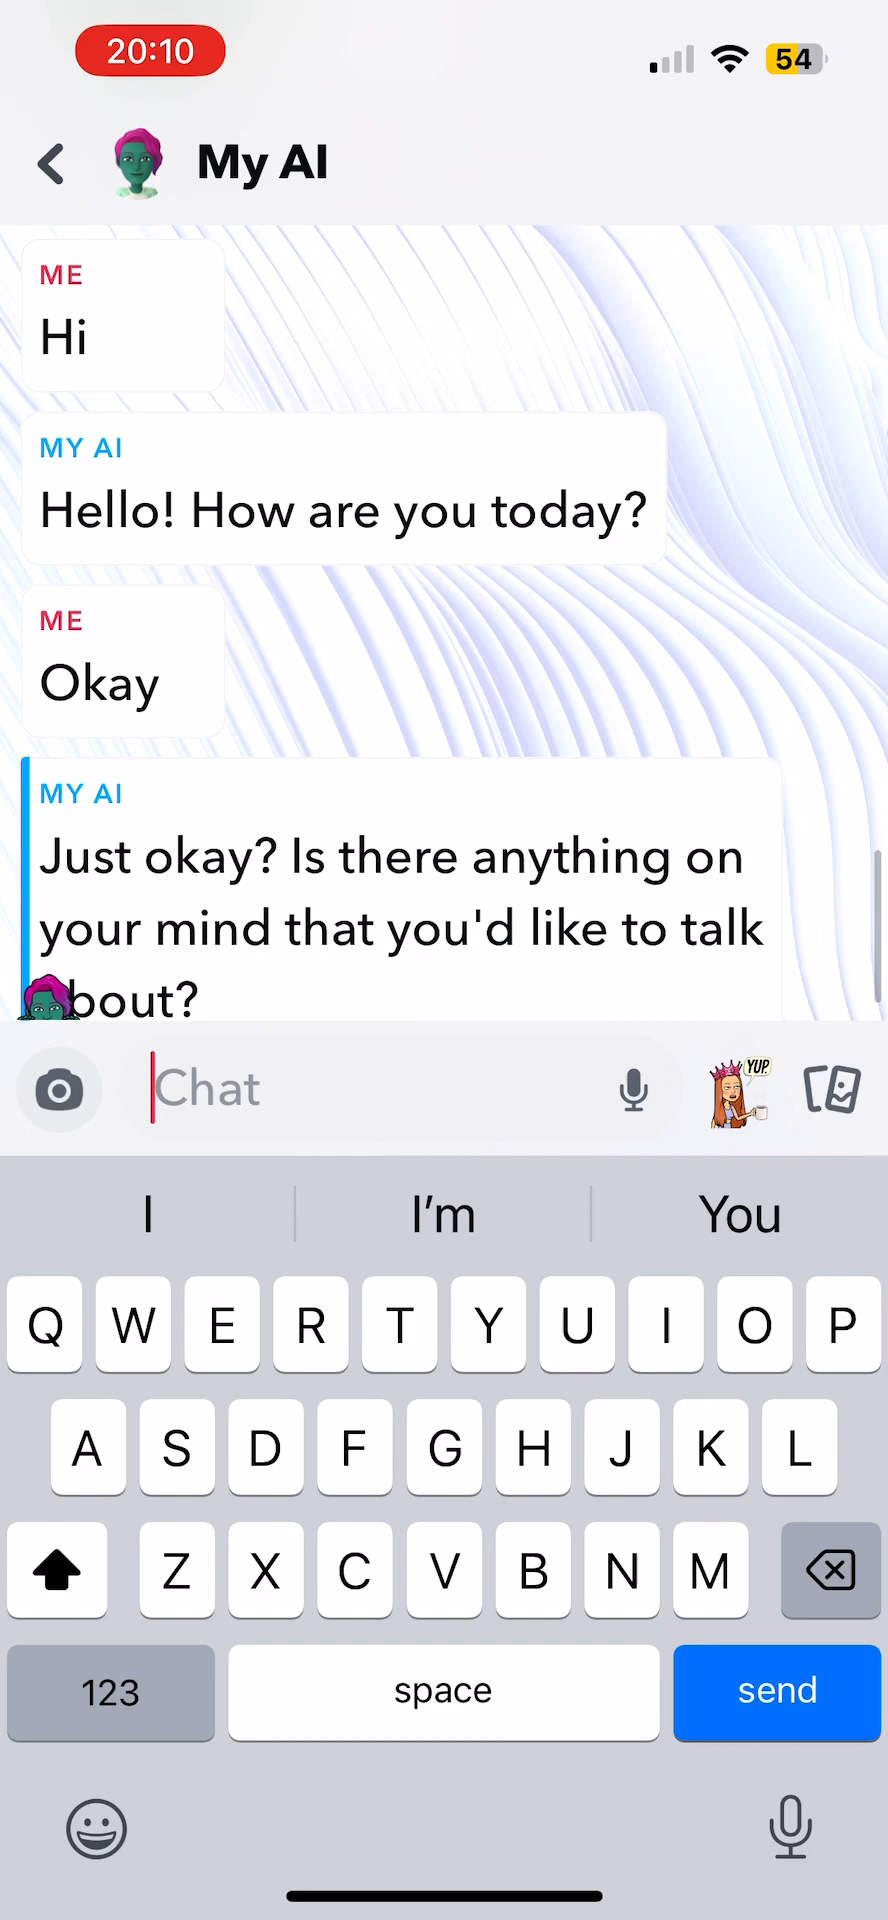 20:10
54
My AI
ME
Hi
MY AI
Hello! How are you today?
ME
Okay
MY AI
Just okay? Is there anything on
your mind that you'd like to talk
bout?
Chat
YUP.
I
I'm
You
Q W E R T Y U I O P
A S D F G H J K L
Z X C V B N M
123
space
send